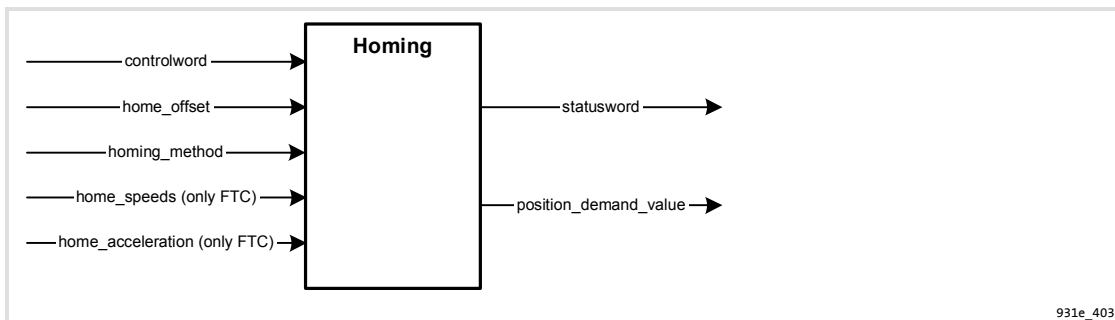 Homing
controlword
home_offset
homing_method
home_speeds (only FTC)
home_acceleration (only FTC)
statusword
position_demand_value
931e_403